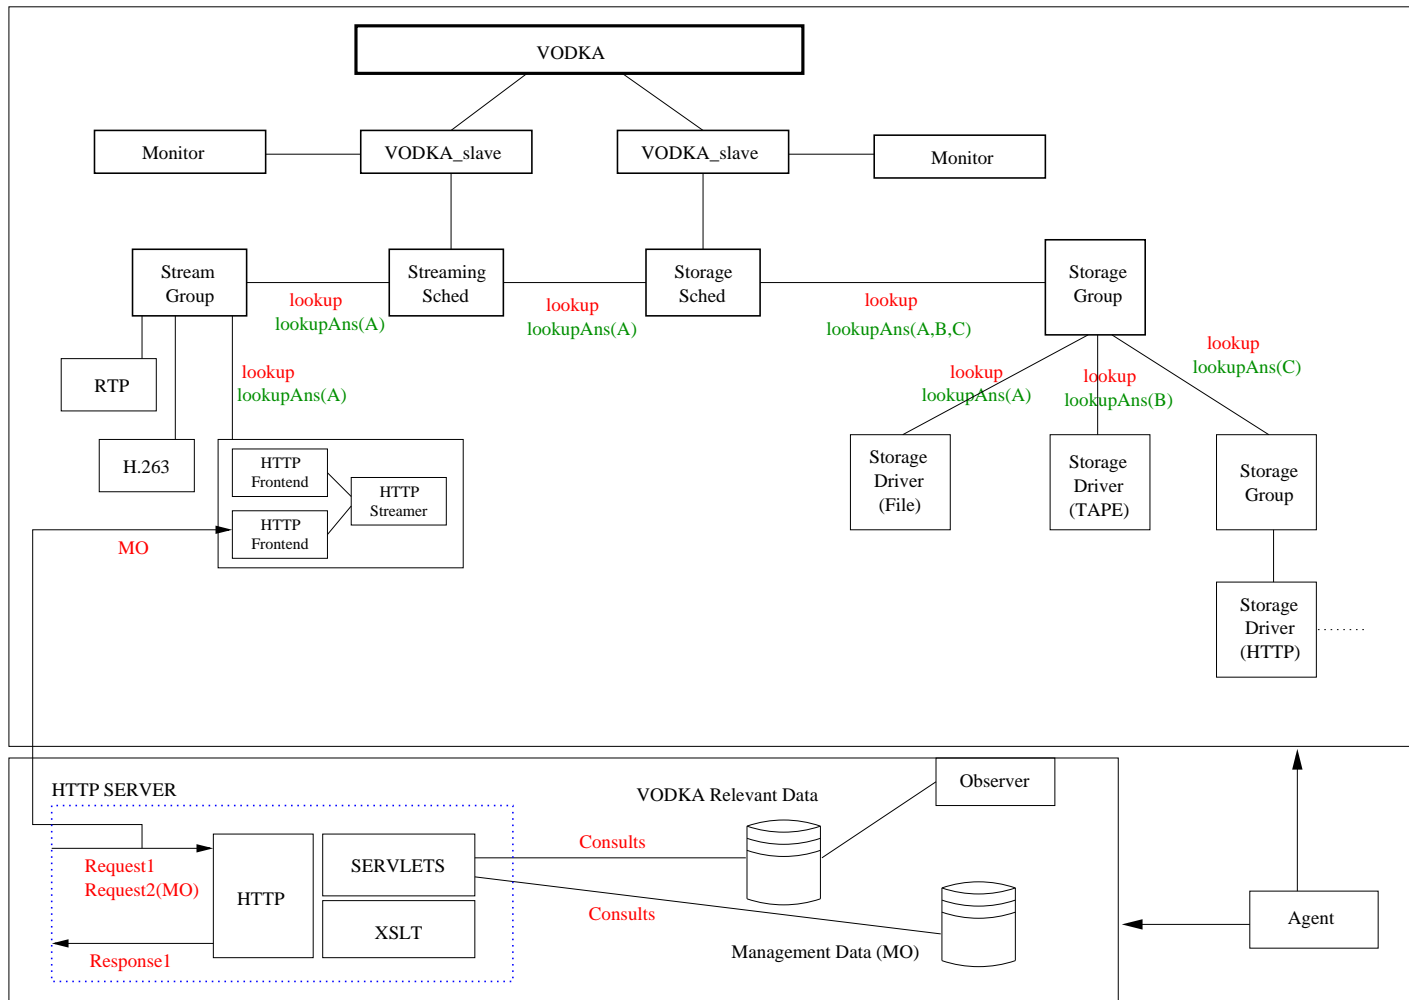 VODKA
Monitor
VODKA_slave
VODKA_slave
Monitor
Stream
Group
Streaming
Sched
Storage
Sched
Storage
Group
lookup
lookupAns(A)
lookup
lookupAns(A)
lookup
lookupAns(A,B,C)
RTP
lookup
lookupAns(A)
lookup
lookupAns(A)
lookup
lookupAns(B)
lookup
lookupAns(C)
H.263
HTTP
Frontend
HTTP
Streamer
HTTP
Frontend
MO
Storage
Driver
(File)
Storage
Driver
(TAPE)
Storage
Group
Storage
Driver
(HTTP)
HTTP SERVER
VODKA Relevant Data
Observer
Request1
Request2(MO)
HTTP
SERVLETS
XSLT
Response1
Consults
Consults
Management Data (MO)
Agent